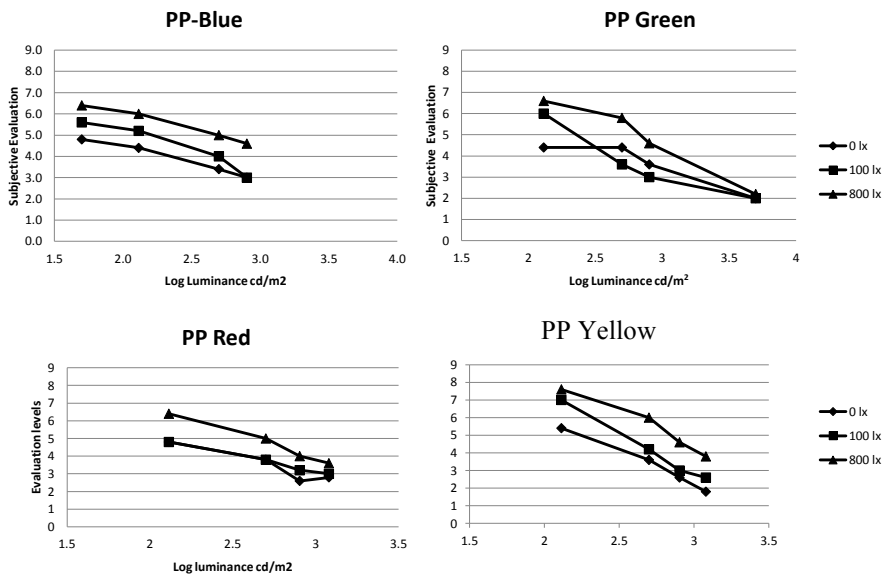 PP-Blue
9.0
8.0
7.0
6.0
5.0
4.0
3.0
2.0
1.0
0.0
Subjective Evaluation
1.5 2.0 2.5 3.0 3.5 4.0
Log Luminance cd/m2
PP Green
9
8
7
6
5
4
3
2
1
0
Subjective Evaluation
1.5 2 2.5 3 3.5 4
Log Luminance cd/m²
0 lx
100 lx
800 lx
PP Red
9
8
7
6
5
4
3
2
1
0
Evaluation levels
1.5 2 2.5 3 3.5
Log luminance cd/m2
PP Yellow
9
8
7
6
5
4
3
2
1
0
1.5 2 2.5 3 3.5
0 lx
100 lx
800 lx